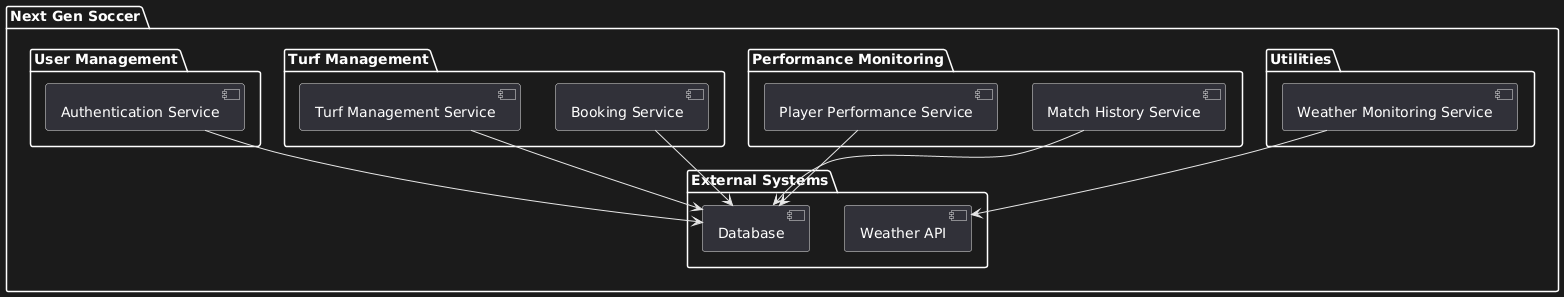 Next Gen Soccer
User Management
Turf Management
Performance Monitoring
Utilities
Authentication Service
Turf Management Service
Booking Service
Player Performance Service
Match History Service
Weather Monitoring Service
External Systems
Database
Weather API